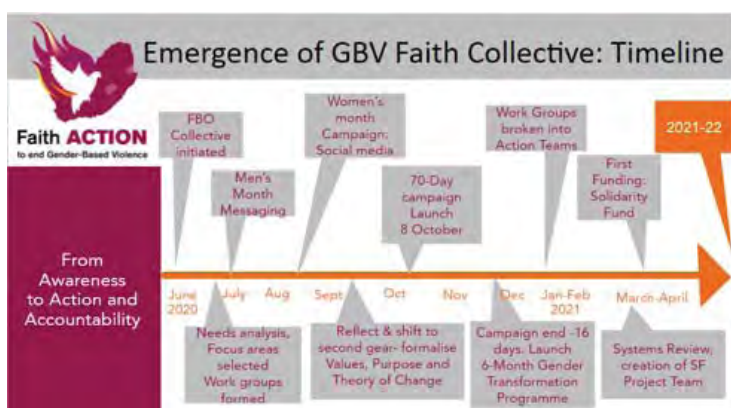 Emergence of GBV Faith Collective: Timeline
Faith ACTION
to end Gender-Based Violence
From
Awareness
to Action and
Accountability
FBO
Collective
initiated
Men's
Month
Messaging
Women's
month
Campaign:
Social media
70-Day
campaign
Launch
8 October
Work Groups
broken into
Action Teams
First
Funding:
Solidarity
Fund
2021-22
June
2020
July
Aug
Sept
Oct
Nov
Dec
Jan-Feb
2021
March-April
Needs analysis,
Focus areas
selected
Work groups
formed
Reflect & shift to
second gear- formalise
Values, Purpose and
Theory of Change
Campaign end -16
days. Launch
6-Month Gender
Transformation
Programme
Systems Review,
creation of SF
Project Team